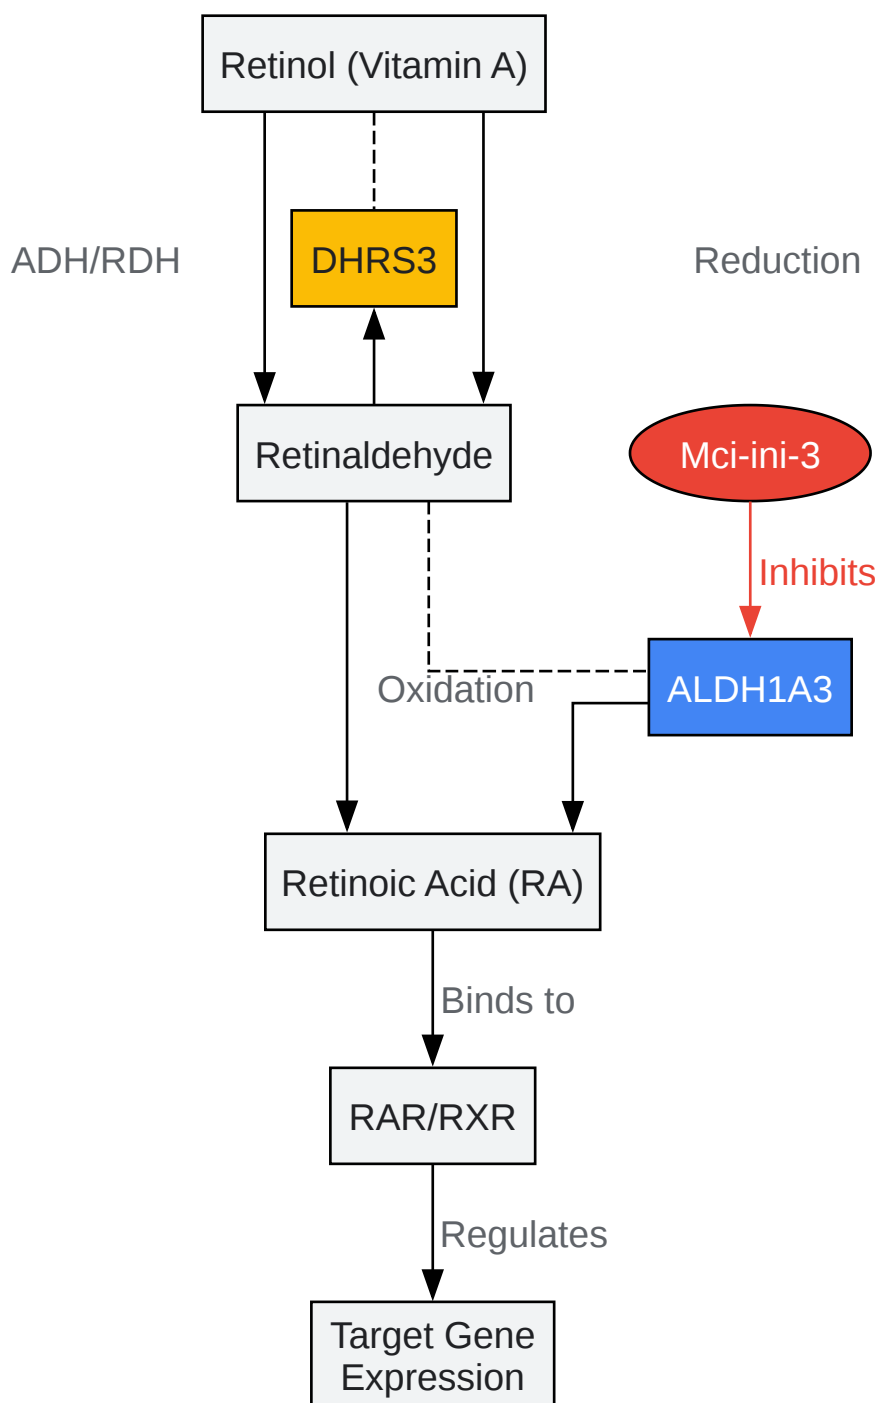 Retinol (Vitamin A)
ADH/RDH
DHRS3
Reduction
Retinaldehyde
Mci-ini-3
Inhibits
Oxidation
ALDH1A3
Retinoic Acid (RA)
Binds to
RAR/RXR
Regulates
Target Gene
Expression